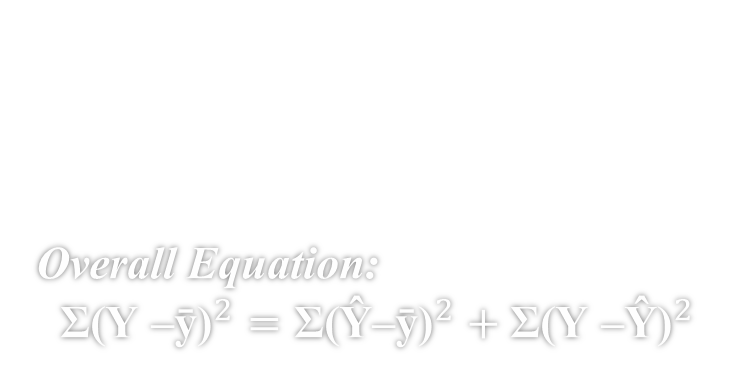 Overall Equation:
Σ(Y –ȳ)² = Σ(Ŷ–ȳ)² + Σ(Y –Ŷ)²